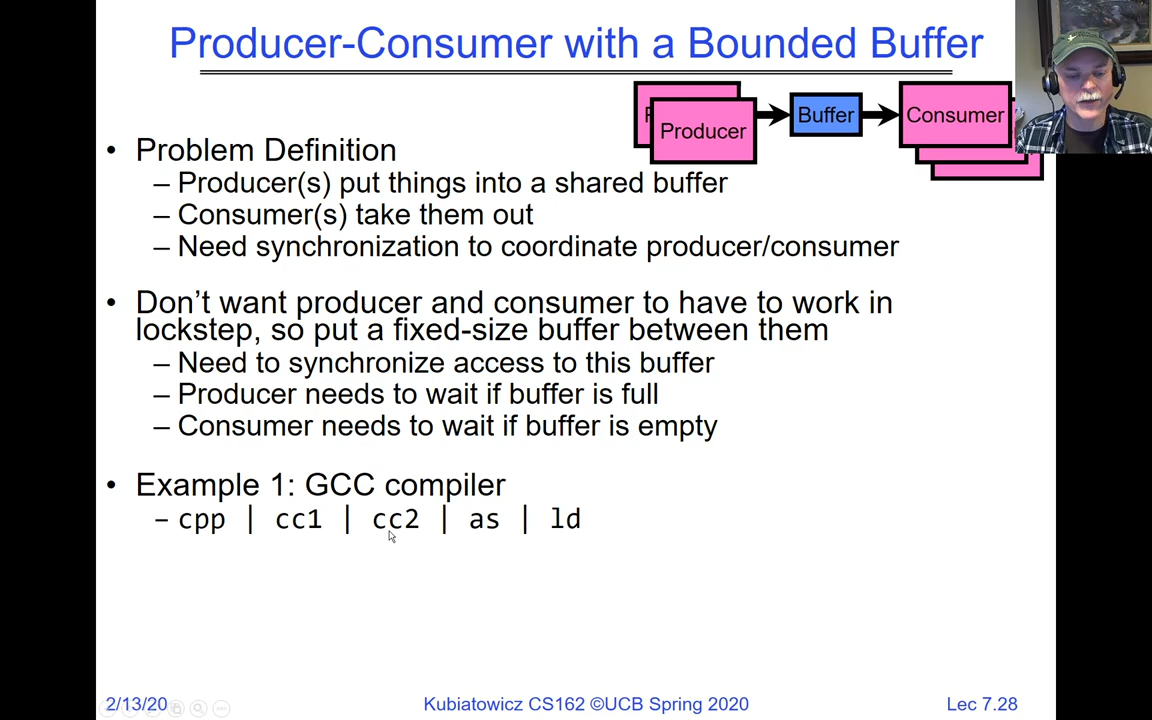 Producer-Consumer with a Bounded Buffer
Producer
Buffer
Consumer
• Problem Definition
– Producer(s) put things into a shared buffer
– Consumer(s) take them out
– Need synchronization to coordinate producer/consumer
• Don’t want producer and consumer to have to work in
lockstep, so put a fixed-size buffer between them
– Need to synchronize access to this buffer
– Producer needs to wait if buffer is full
– Consumer needs to wait if buffer is empty
• Example 1: GCC compiler
– cpp | cc1 | cc2 | as | ld
2/13/20
Kubiatowicz CS162 ©UCB Spring 2020
Lec 7.28